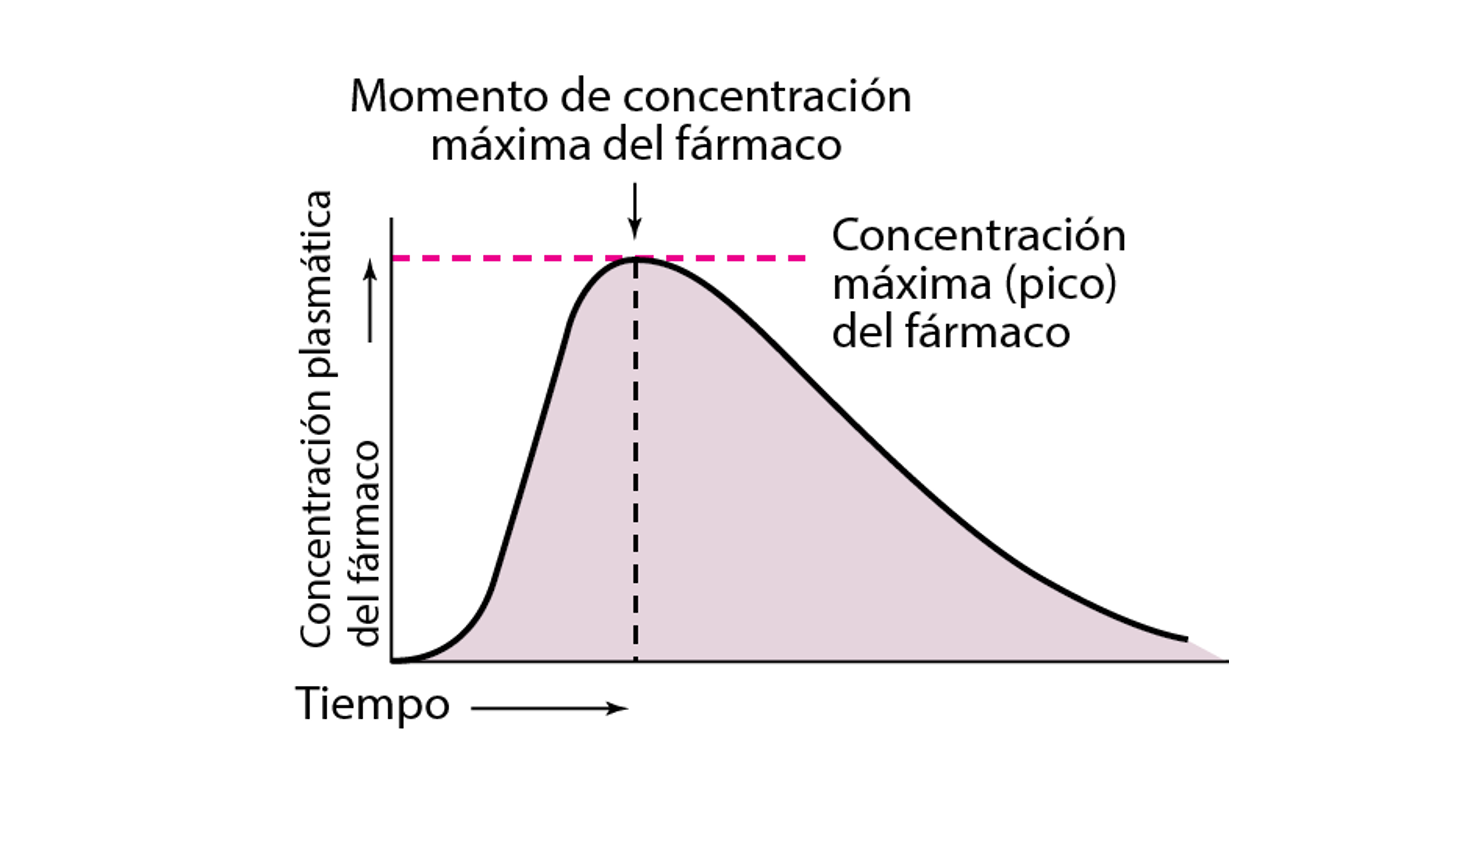 Momento de concentración
máxima del fármaco
Concentración
máxima (pico)
del fármaco
Concentración plasmática
del fármaco
Tiempo